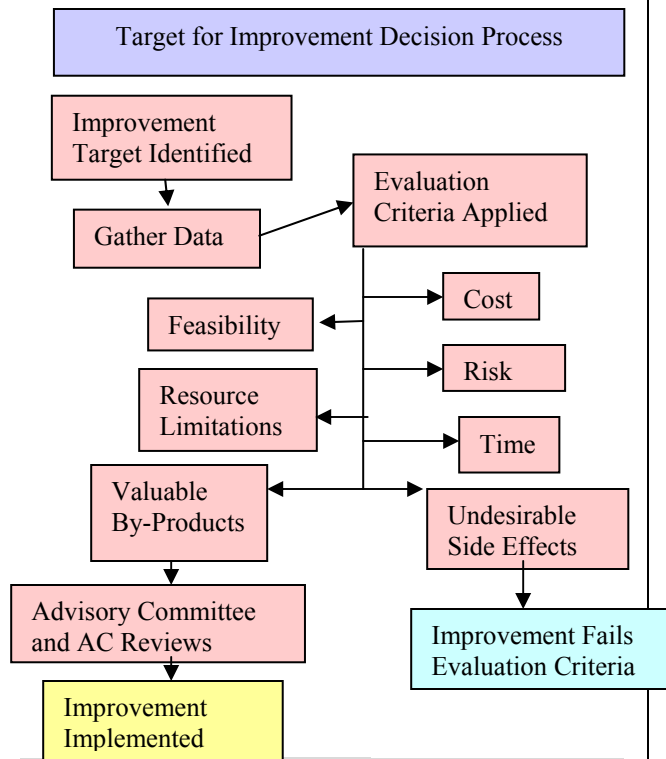 Target for Improvement Decision Process
Improvement
Target Identified
Gather Data
Evaluation
Criteria Applied
Cost
Feasibility
Risk
Resource
Limitations
Time
Valuable
By-Products
Undesirable
Side Effects
Advisory Committee
and AC Reviews
Improvement Fails
Evaluation Criteria
Improvement
Implemented